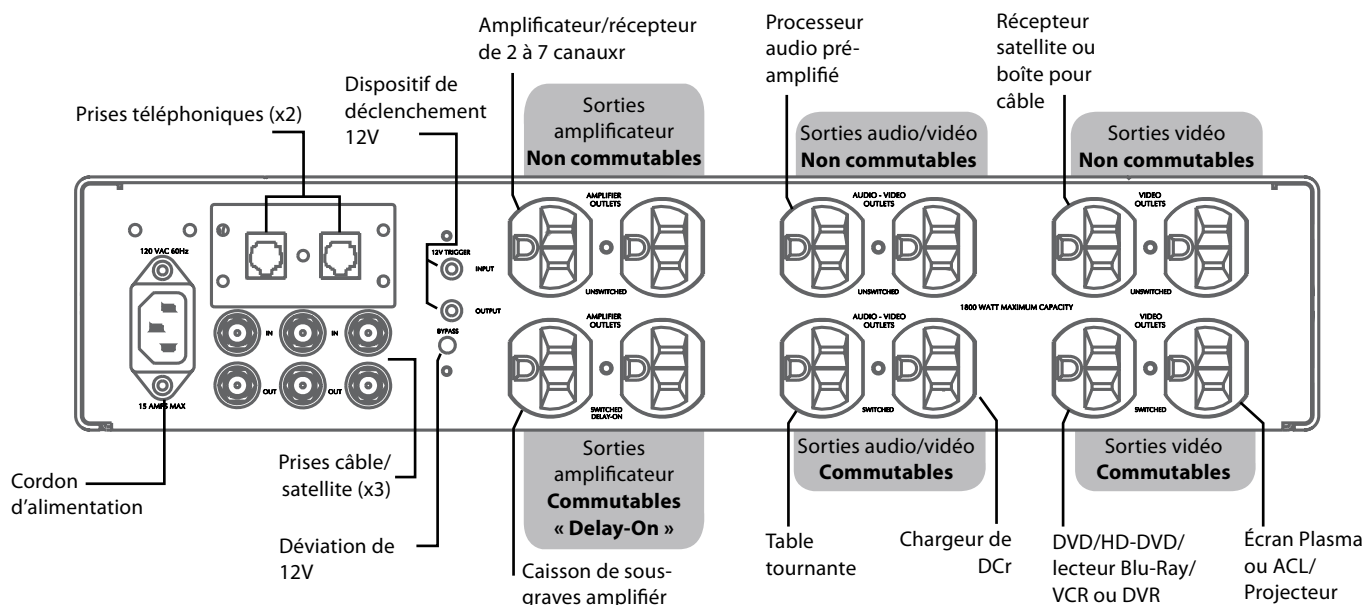 Amplificateur/récepteur
de 2 à 7 canauxr
Processeur
audio pré-
amplifié
Récepteur
satellite ou
boîte pour
câble
Dispositif de
déclenchement
12V
Prises téléphoniques (x2)
Sorties
amplificateur
Non commutables
Sorties audio/vidéo
Non commutables
Sorties vidéo
Non commutables
120 VAC 60Hz
15 AMPS MAX
IN
IN
OUT
OUT
12V TRIGGER
INPUT
OUTPUT
BYPASS
AMPLIFIER
OUTLETS
UNSWITCHED
AUDIO - VIDEO
OUTLETS
UNSWITCHED
VIDEO
OUTLETS
UNSWITCHED
1800 WATT MAXIMUM CAPACITY
AMPLIFIER
OUTLETS
SWITCHED
DELAY-ON
AUDIO - VIDEO
OUTLETS
SWITCHED
VIDEO
OUTLETS
SWITCHED
Sorties
amplificateur
Commutables
« Delay-On »
Sorties audio/vidéo
Commutables
Sorties vidéo
Commutables
Cordon
d'alimentation
Prises câble/
satellite (x3)
Déviation de
12V
Caisson de sous-
graves amplifiér
Table
tournante
Chargeur de
DCr
DVD/HD-DVD/
lecteur Blu-Ray/
VCR ou DVR
Écran Plasma
ou ACL/
Projecteur